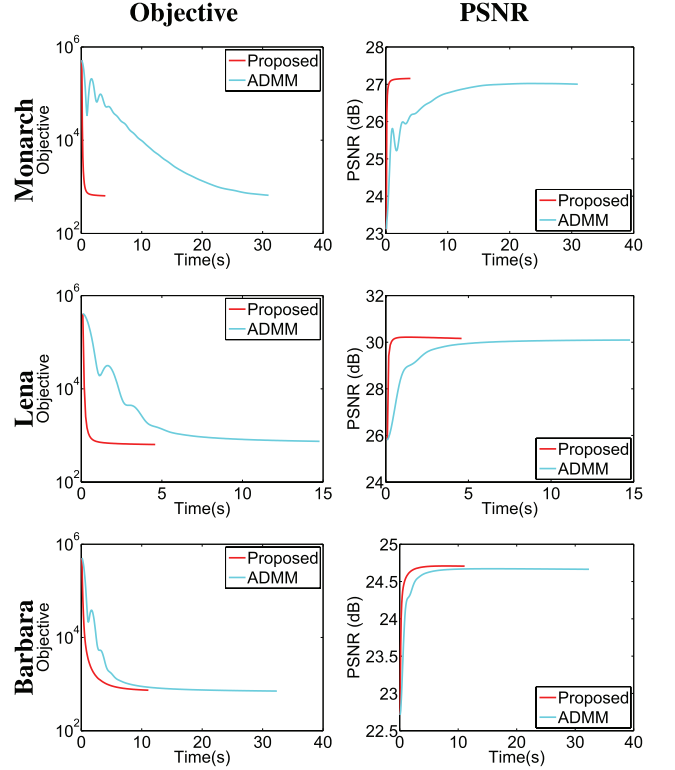 Objective
PSNR
Monarch
Objective
10^6
10^4
10^2
0 10 20 30 40
Time(s)
Proposed
ADMM
PSNR (dB)
28
27
26
25
24
23
0 10 20 30 40
Time(s)
Proposed
ADMM
Lena
Objective
10^6
10^4
10^2
0 5 10 15
Time(s)
Proposed
ADMM
PSNR (dB)
32
30
28
26
24
0 5 10 15
Time(s)
Proposed
ADMM
Barbara
Objective
10^6
10^4
10^2
0 10 20 30 40
Time(s)
Proposed
ADMM
PSNR (dB)
25
24.5
24
23.5
23
22.5
0 10 20 30 40
Time(s)
Proposed
ADMM